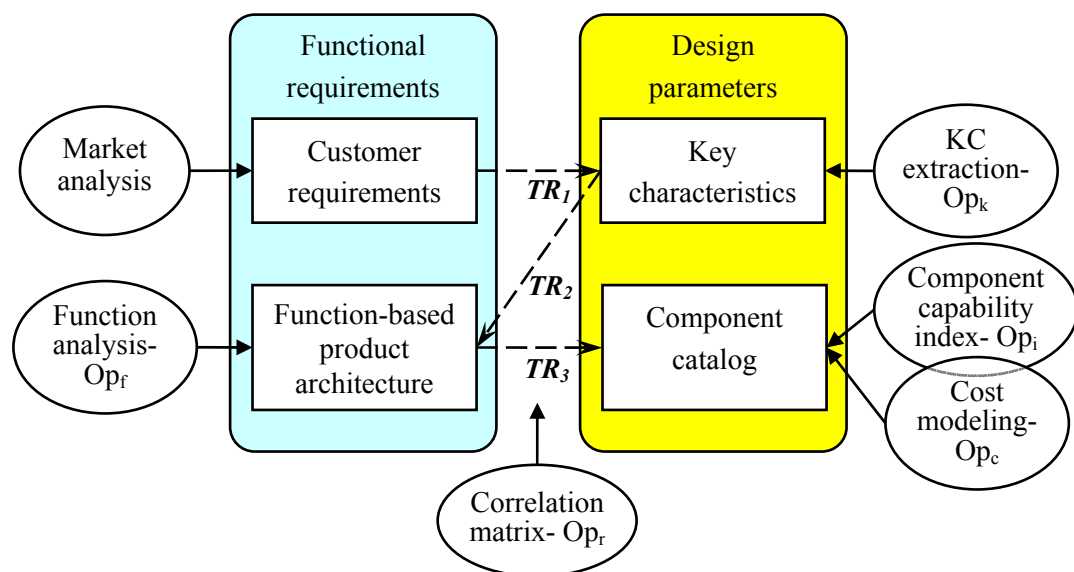 Functional
requirements
Design
parameters
Market
analysis
Customer
requirements
TR1
Key
characteristics
KC
extraction-
Opk
Function
analysis-
Opf
Function-based
product
architecture
TR2
TR3
Component
catalog
Component
capability
index- Opi
Cost
modeling-
Opc
Correlation
matrix- Opr